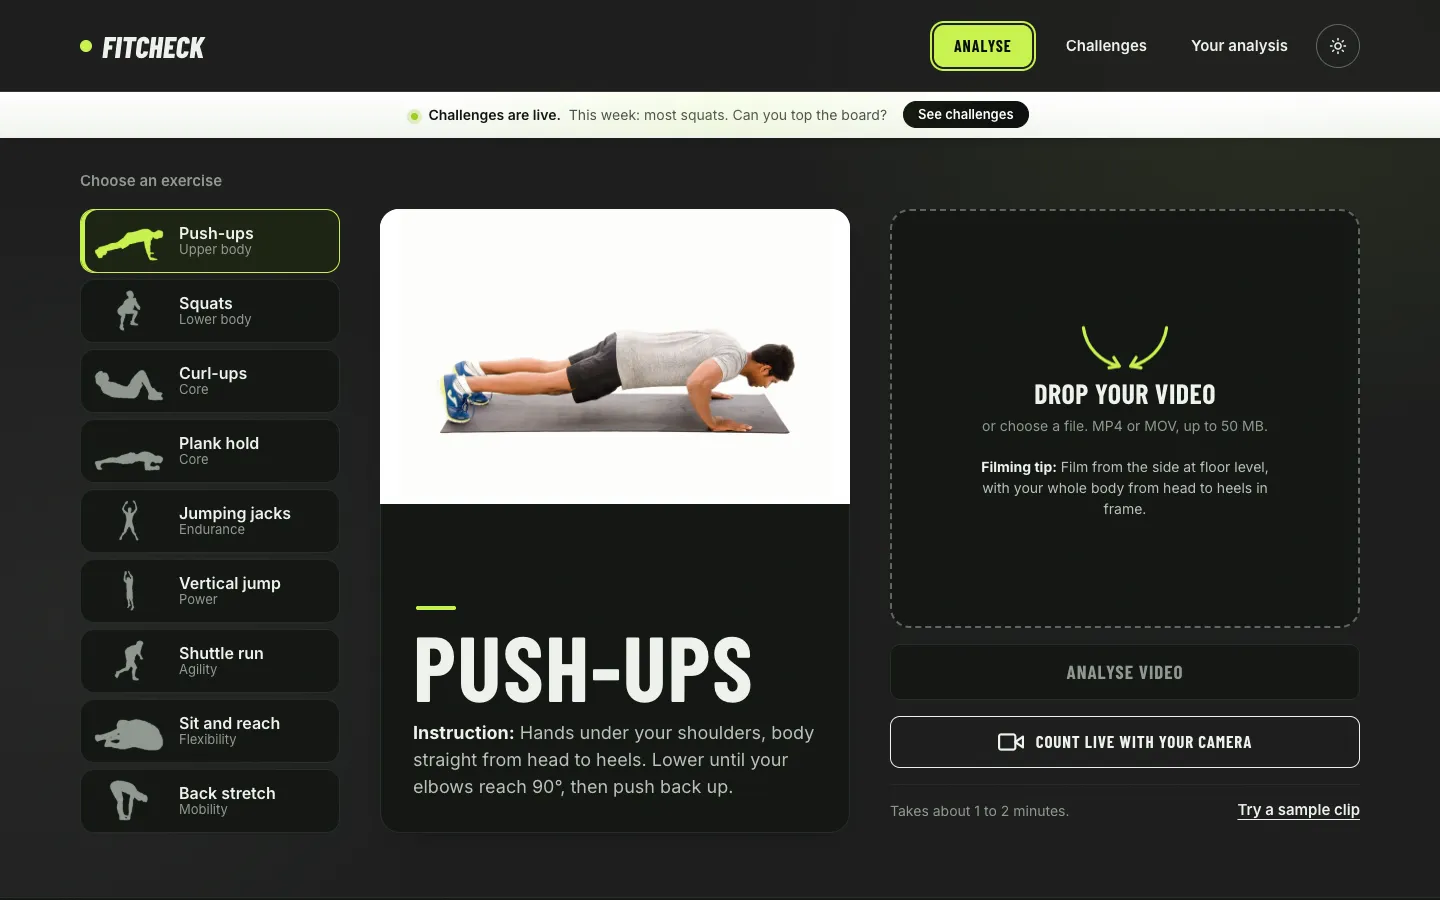 FITCHECK
ANALYSE
Challenges
Your analysis
Challenges are live. This week: most squats. Can you top the board?
See challenges
Choose an exercise
Push-ups
Upper body
Squats
Lower body
Curl-ups
Core
Plank hold
Core
Jumping jacks
Endurance
Vertical jump
Power
Shuttle run
Agility
Sit and reach
Flexibility
Back stretch
Mobility
PUSH-UPS
Instruction: Hands under your shoulders, body
straight from head to heels. Lower until your
elbows reach 90°, then push back up.
DROP YOUR VIDEO
or choose a file. MP4 or MOV, up to 50 MB.
Filming tip: Film from the side at floor level,
with your whole body from head to heels in
frame.
ANALYSE VIDEO
COUNT LIVE WITH YOUR CAMERA
Takes about 1 to 2 minutes.
Try a sample clip